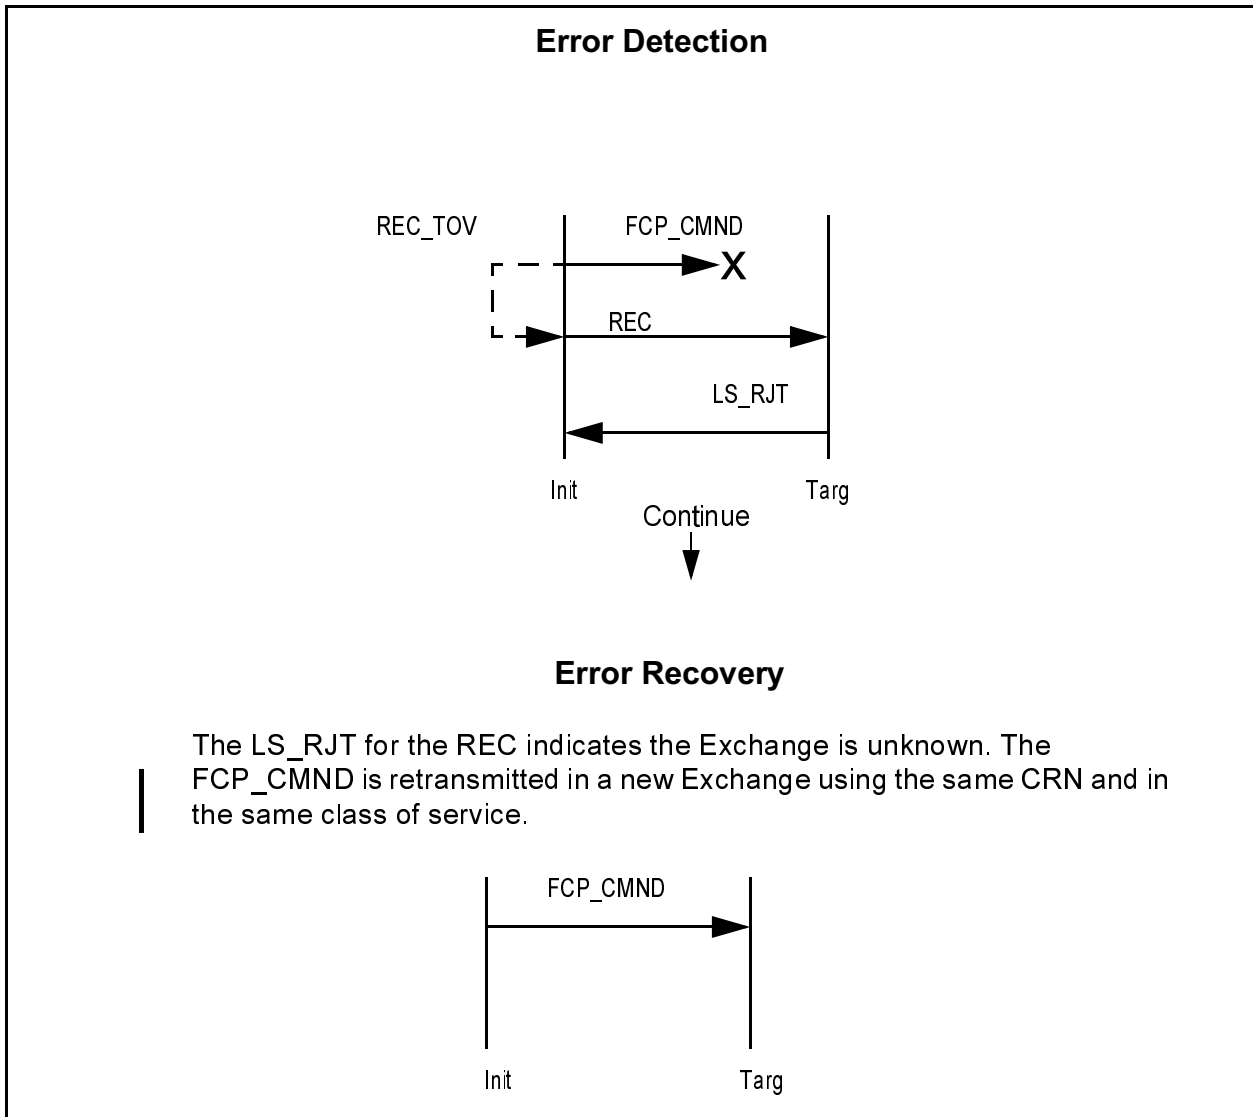 Error Detection
REC_TOV
FCP_CMND
X
REC
LS_RJT
Init
Targ
Continue
Error Recovery
The LS_RJT for the REC indicates the Exchange is unknown. The
FCP_CMND is retransmitted in a new Exchange using the same CRN and in
the same class of service.
FCP_CMND
Init
Targ